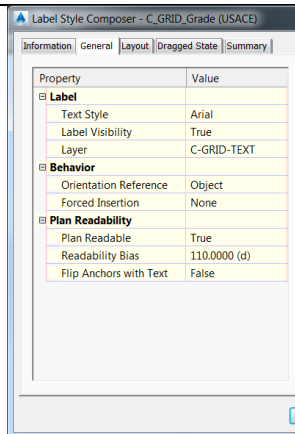 Label Style Composer - C_GRID_Grade (USACE)
Information General Layout Dragged State Summary
Property Value
Label
Text Style Arial
Label Visibility True
Layer C-GRID-TEXT
Behavior
Orientation Reference Object
Forced Insertion None
Plan Readability
Plan Readable True
Readability Bias 110.0000 (d)
Flip Anchors with Text False